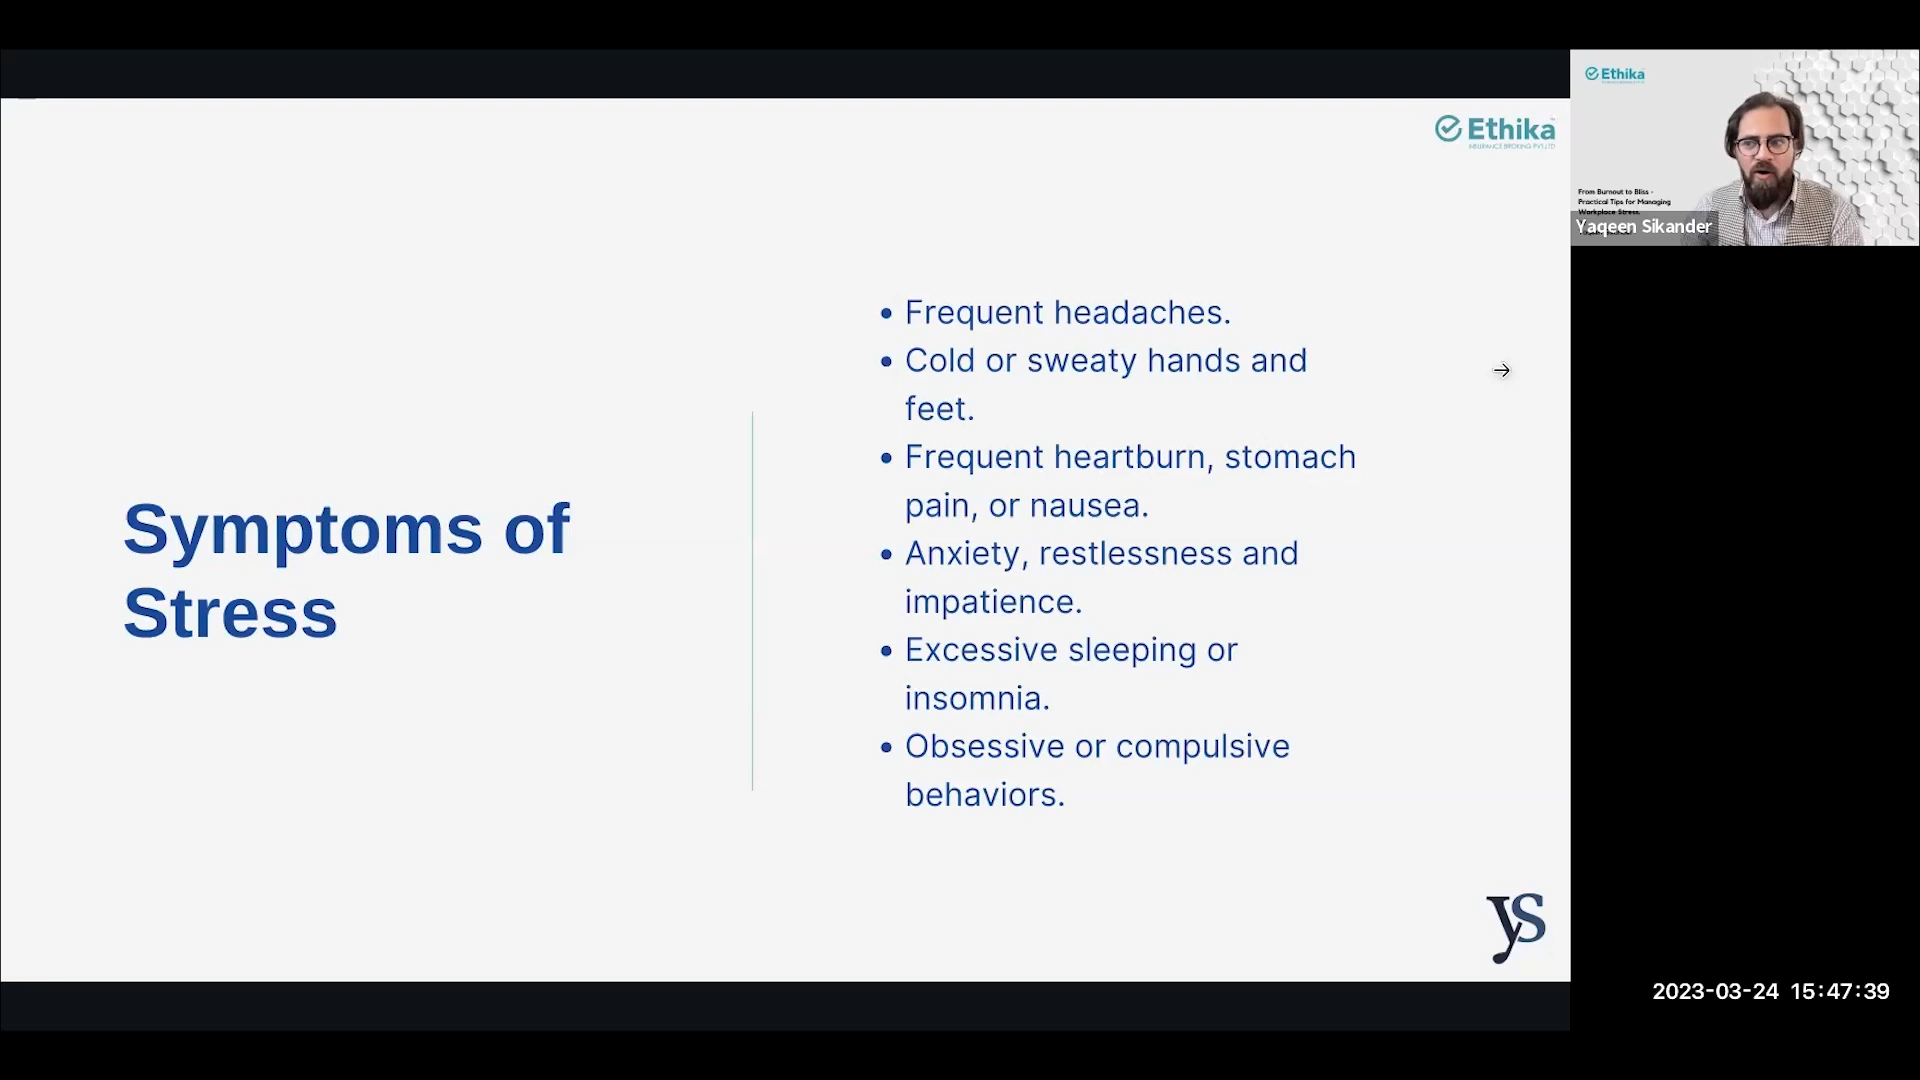 Ethika
INSURANCE BROKING PVT.LTD
Symptoms of
Stress
• Frequent headaches.
• Cold or sweaty hands and
feet.
• Frequent heartburn, stomach
pain, or nausea.
• Anxiety, restlessness and
impatience.
• Excessive sleeping or
insomnia.
• Obsessive or compulsive
behaviors.
yS
Ethika
From Burnout to Bliss -
Practical Tips for Managing
Workplace Stress.
Yaqeen Sikander
2023-03-24 15:47:39